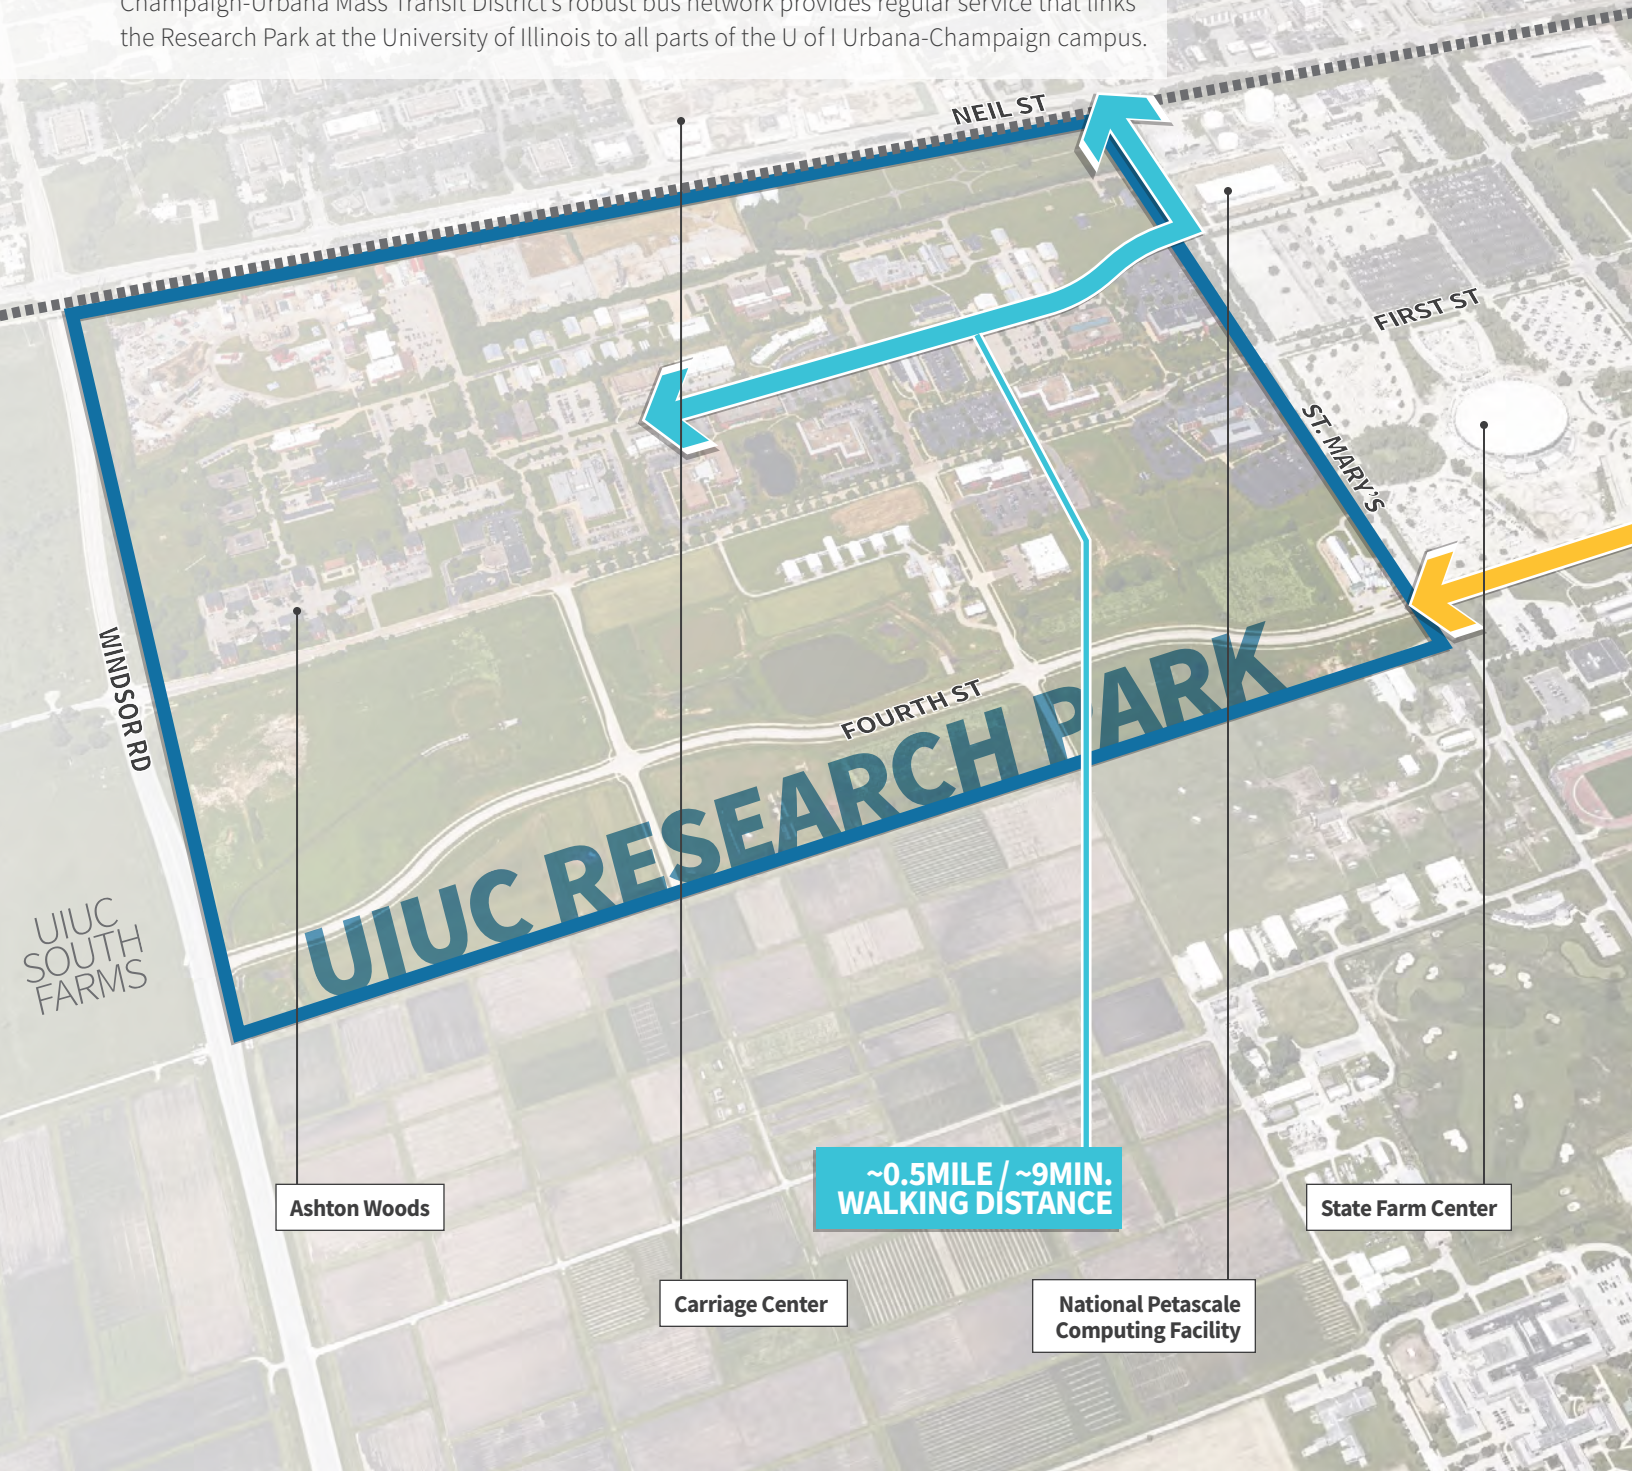 Champaign-Urbana Mass Transit District's robust bus network provides regular service that links
the Research Park at the University of Illinois to all parts of the U of I Urbana-Champaign campus.
NEIL ST
FIRST ST
ST. MARY'S
WINDSOR RD
FOURTH ST
UIUC RESEARCH PARK
UIUC
SOUTH
FARMS
~0.5MILE / ~9MIN.
WALKING DISTANCE
Ashton Woods
State Farm Center
Carriage Center
National Petascale
Computing Facility